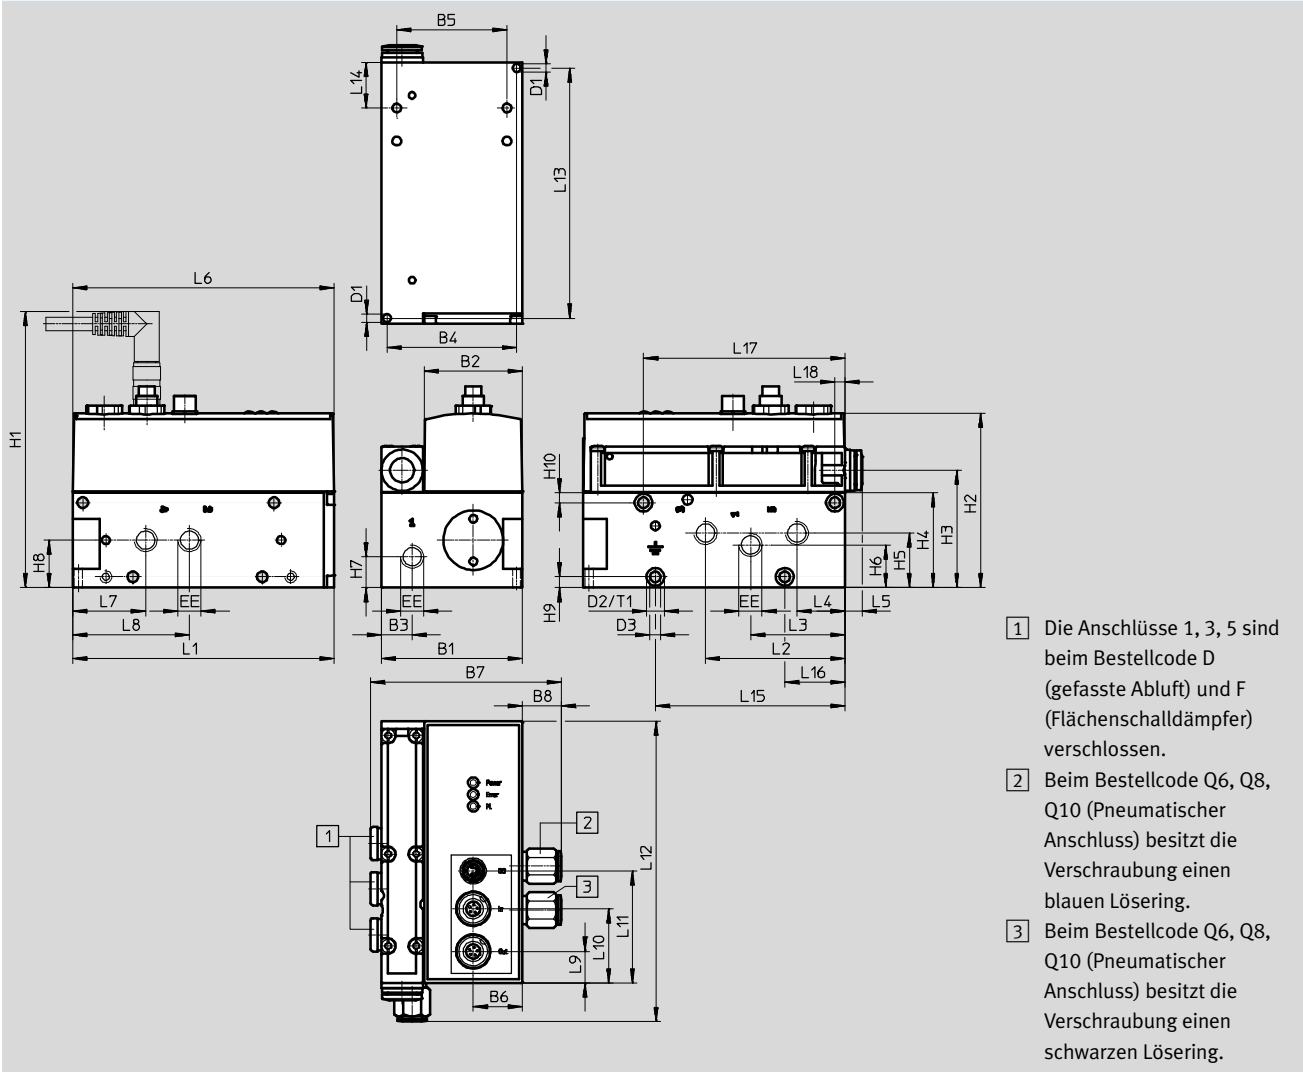 B5
L14
D1
L13
L6
D1
B4
B2
L17
L18
H1
H10
H2
H3
H4
H5
H6
H7
H8
H9
L7
EE
L8
L1
EE
B3
B1
D2/T1
EE
L4
L5
D3
L3
L2
L16
L15
B7
B8
Power
Error
1
2
3
L12
L11
L10
L9
B6
1 Die Anschlüsse 1, 3, 5 sind
beim Bestellcode D
(gefasste Abluft) und F
(Flächenschalldämpfer)
verschlossen.
2 Beim Bestellcode Q6, Q8,
Q10 (Pneumatischer
Anschluss) besitzt die
Verschraubung einen
blauen Lösering.
3 Beim Bestellcode Q6, Q8,
Q10 (Pneumatischer
Anschluss) besitzt die
Verschraubung einen
schwarzen Lösering.